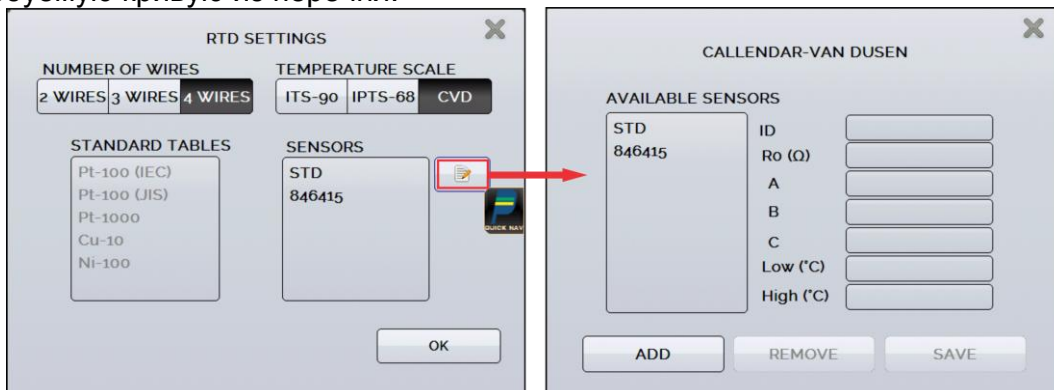 RTD SETTINGS
NUMBER OF WIRES
TEMPERATURE SCALE
2 WIRES 3 WIRES 4 WIRES
ITS-90 IPTS-68 CVD
STANDARD TABLES
Pt-100 (IEC)
Pt-100 (JIS)
Pt-1000
Cu-10
Ni-100
SENSORS
STD
846415
QUICK NAV
OK
CALLENDAR-VAN DUSEN
AVAILABLE SENSORS
STD
846415
ID
Ro (Ω)
A
B
C
Low (°C)
High (°C)
ADD
REMOVE
SAVE